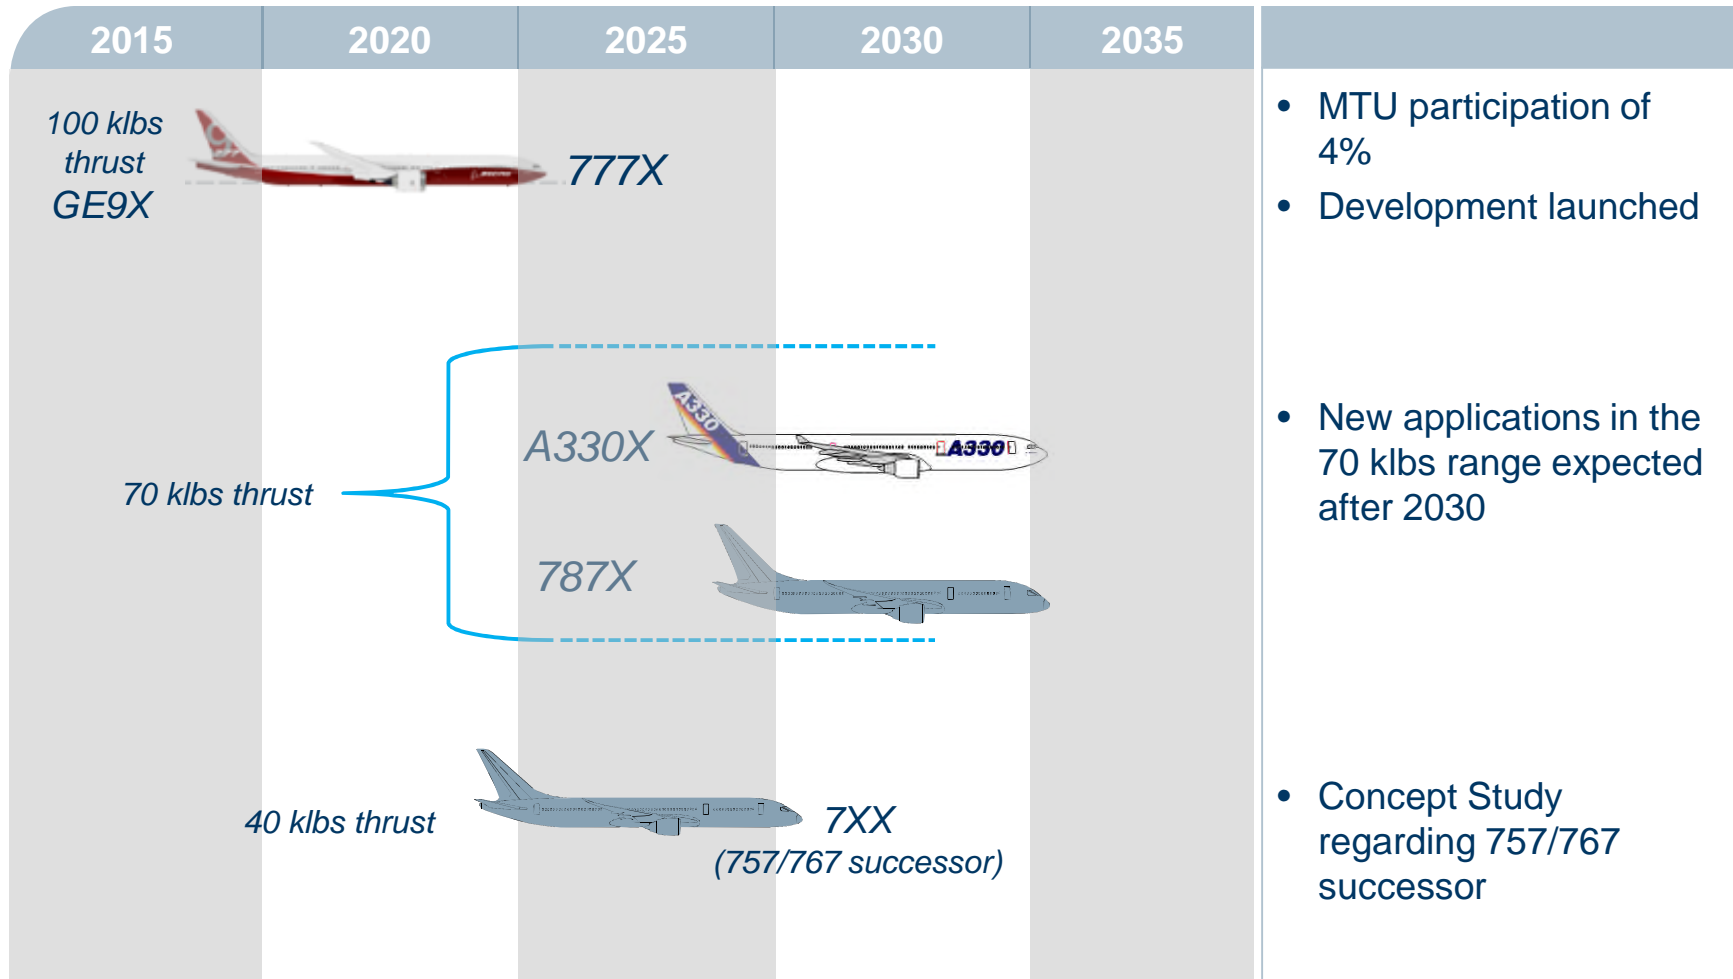 2015 2020 2025 2030 2035
100 klbs
thrust
GE9X
777X
• MTU participation of
4%
• Development launched
70 klbs thrust
A330X
A330
A330
787X
• New applications in the
70 klbs range expected
after 2030
40 klbs thrust
7XX
(757/767 successor)
• Concept Study
regarding 757/767
successor